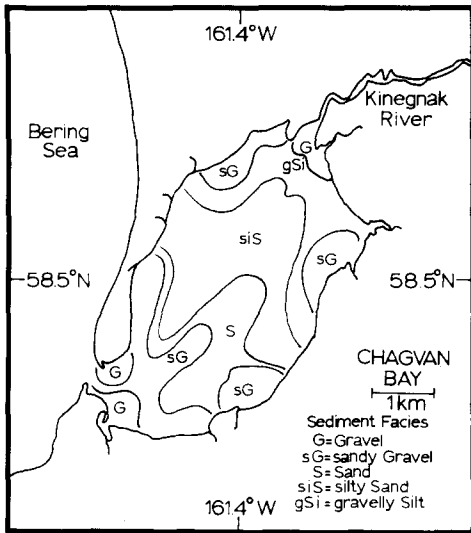 161.4°W
Kinegnak
River
Bering
Sea
G
sG
gSi
siS
sG
58.5°N
58.5°N
S
sG
G
sG
G
CHAGVAN
BAY
1km
Sediment Facies
G=Gravel
sG=sandy Gravel
S=Sand
siS=silty Sand
gSi=gravelly Silt
161.4°W